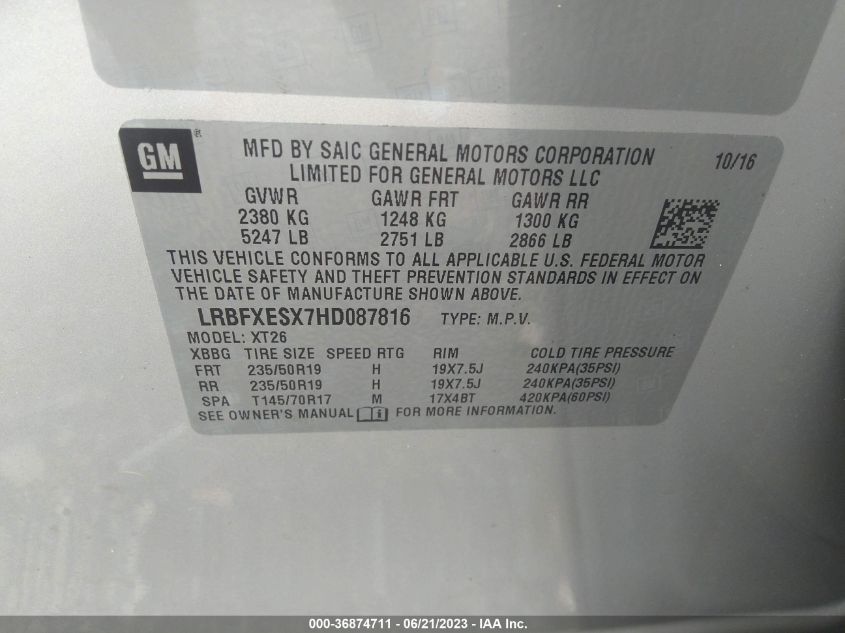 GM ®
MFD BY SAIC GENERAL MOTORS CORPORATION 10/16
LIMITED FOR GENERAL MOTORS LLC
GVWR GAWR FRT GAWR RR
2380 KG 1248 KG 1300 KG
5247 LB 2751 LB 2866 LB
THIS VEHICLE CONFORMS TO ALL APPLICABLE U.S. FEDERAL MOTOR
VEHICLE SAFETY AND THEFT PREVENTION STANDARDS IN EFFECT ON
THE DATE OF MANUFACTURE SHOWN ABOVE.
LRBFXESX7HD087816 TYPE: M.P.V.
MODEL: XT26
XBBG TIRE SIZE SPEED RTG RIM COLD TIRE PRESSURE
FRT 235/50R19 H 19X7.5J 240KPA(35PSI)
RR 235/50R19 H 19X7.5J 240KPA(35PSI)
SPA T145/70R17 M 17X4BT 420KPA(60PSI)
SEE OWNER'S MANUAL FOR MORE INFORMATION.
000-36874711 - 06/21/2023 - IAA Inc.